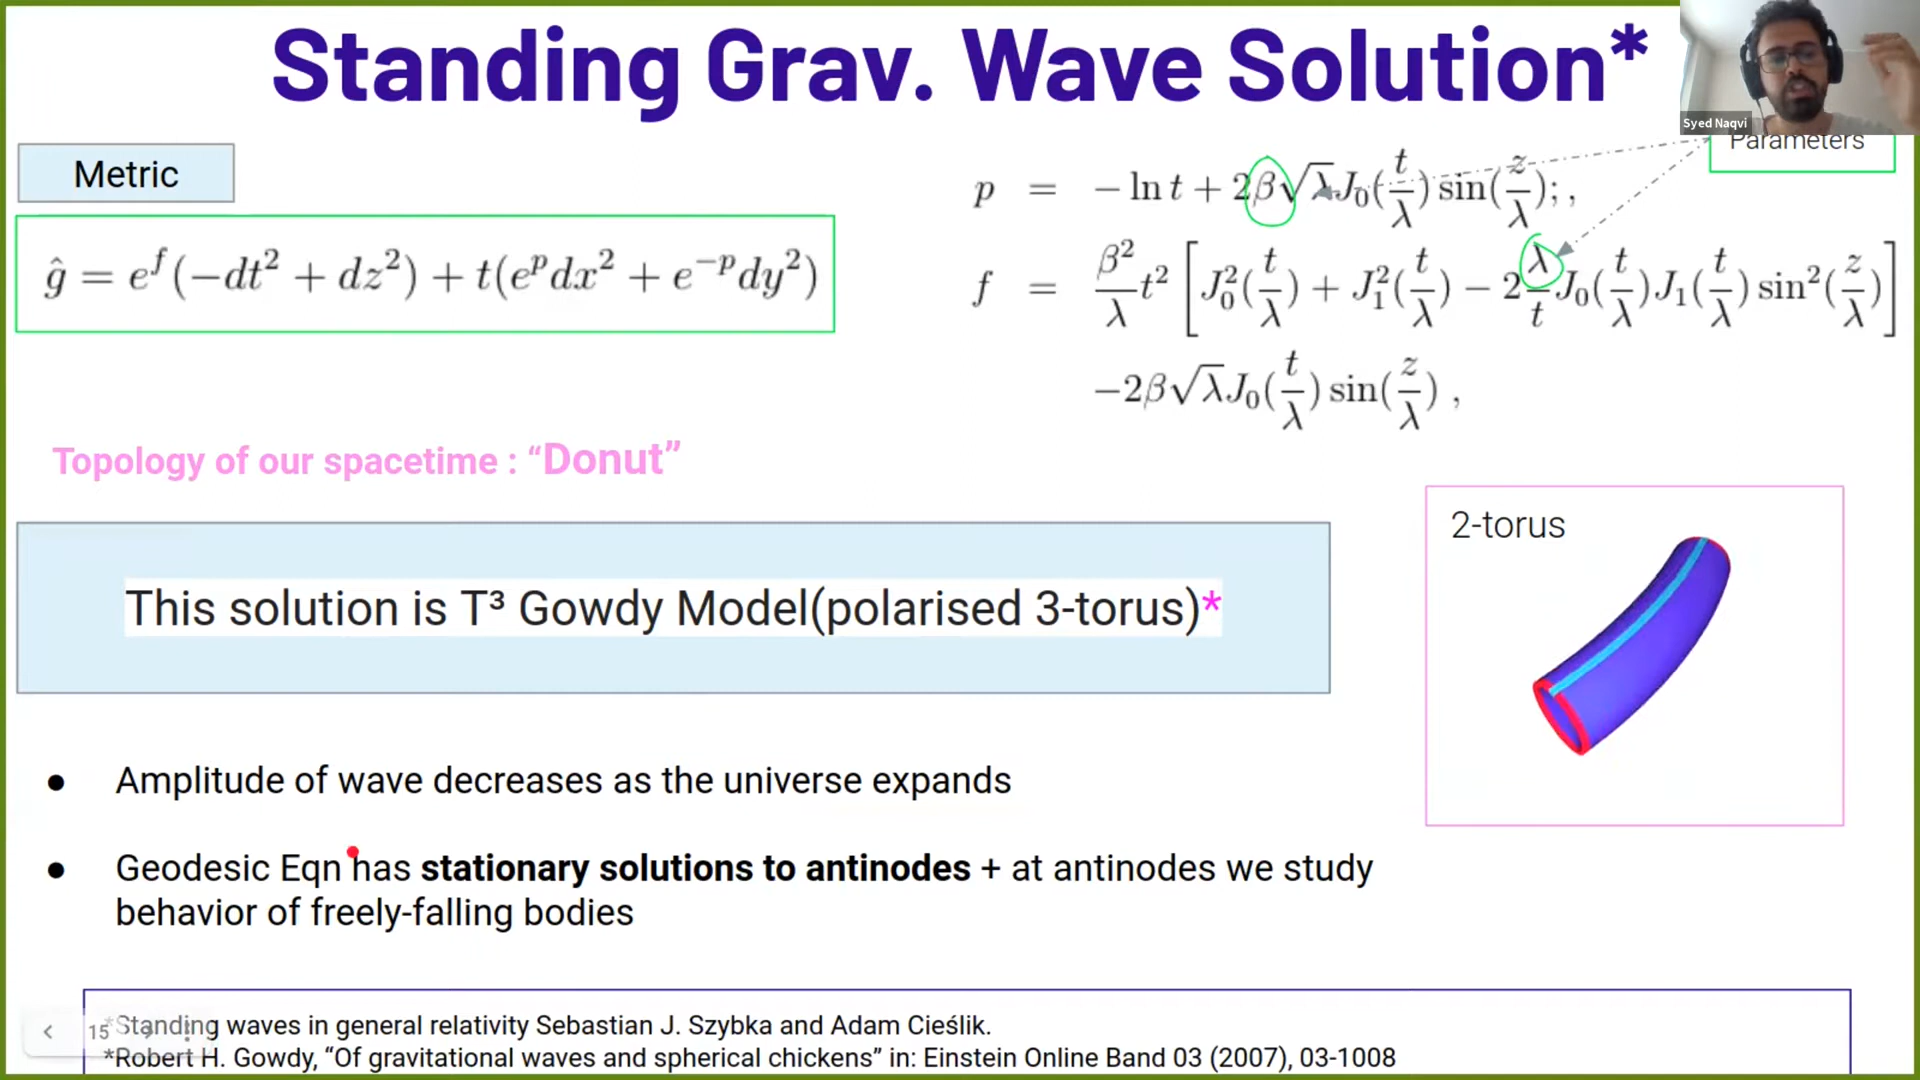 Standing Grav. Wave Solution*
Syed Naqvi
Parameters
Metric
ĝ = e^f(−dt² + dz²) + t(e^p dx² + e^{−p} dy²)
p = − ln t + 2β√λJ₀(t/λ) sin(z/λ); ,
f = β²/λ t² [J₀²(t/λ) + J₁²(t/λ) − 2 λ/t J₀(t/λ)J₁(t/λ) sin²(z/λ)]
−2β√λJ₀(t/λ) sin(z/λ) ,
Topology of our spacetime : “Donut”
2-torus
This solution is T³ Gowdy Model(polarised 3-torus)*
● Amplitude of wave decreases as the universe expands
● Geodesic Eqn has stationary solutions to antinodes + at antinodes we study
behavior of freely-falling bodies
15
*Standing waves in general relativity Sebastian J. Szybka and Adam Cieślik.
*Robert H. Gowdy, “Of gravitational waves and spherical chickens” in: Einstein Online Band 03 (2007), 03-1008